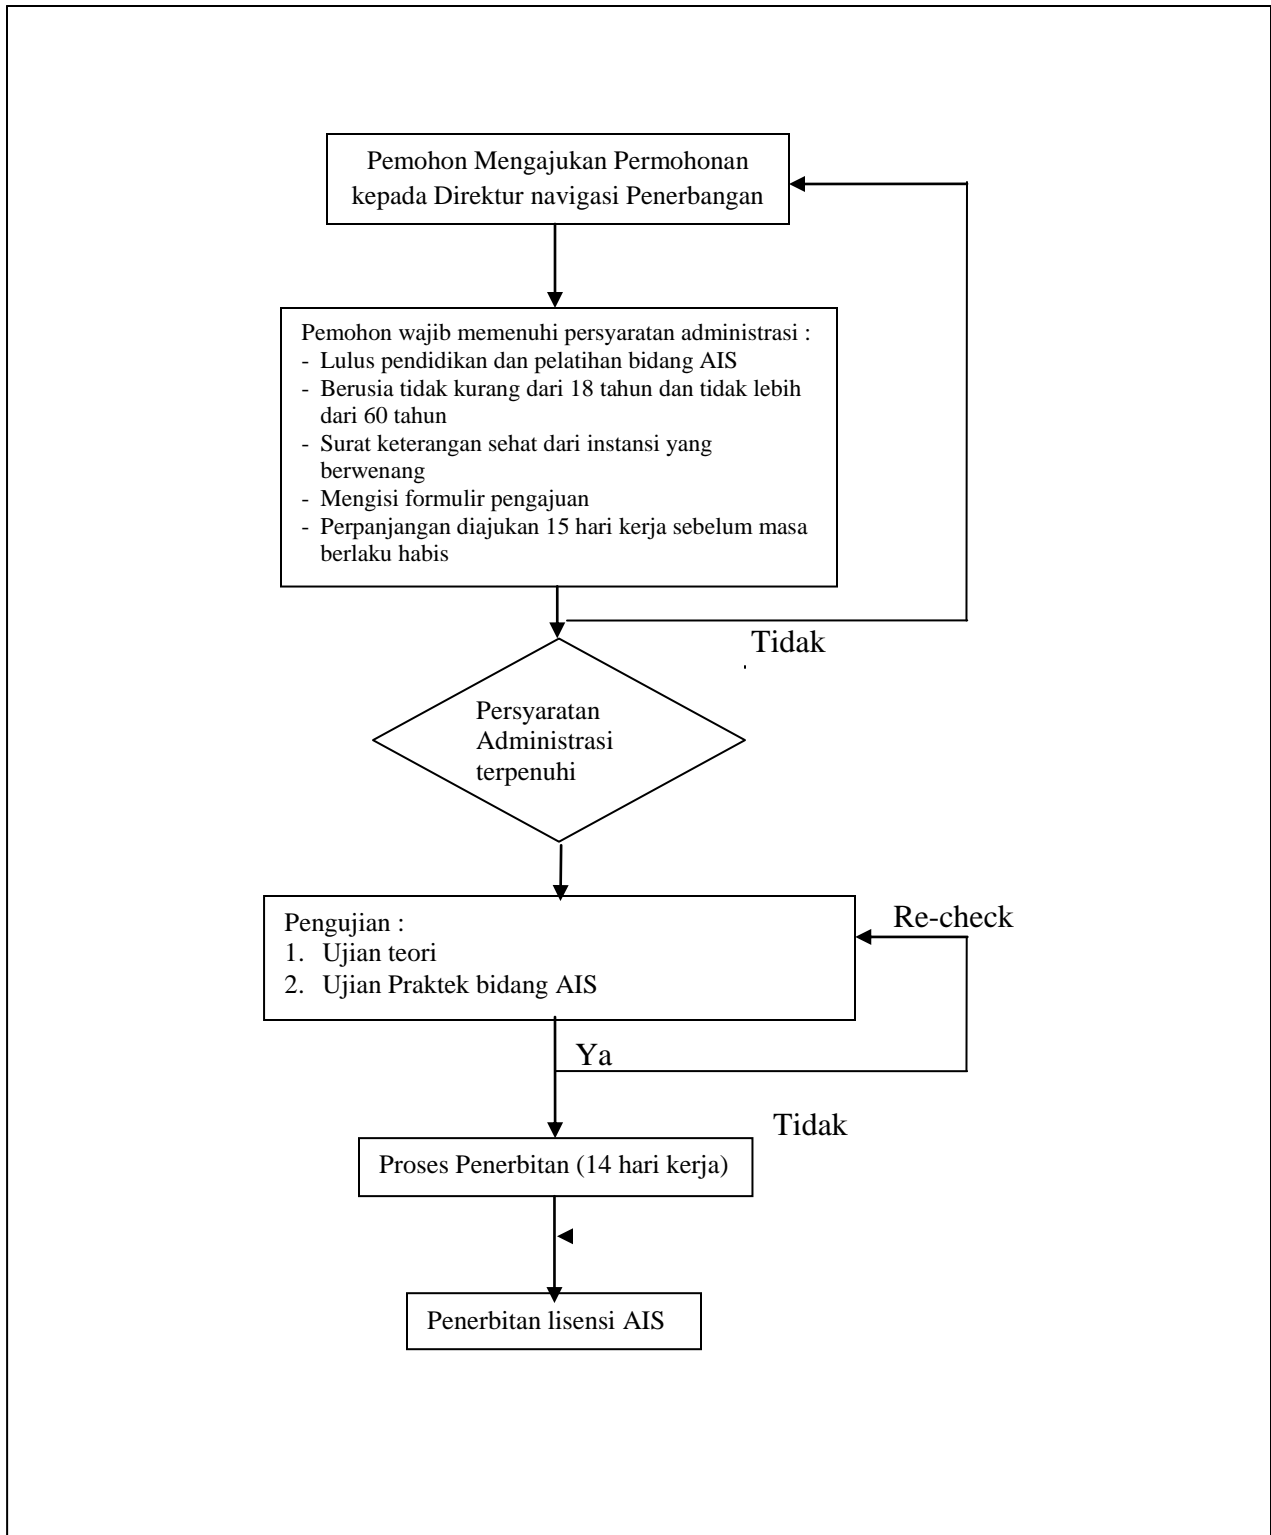 Pemohon Mengajukan Permohonan
kepada Direktur navigasi Penerbangan
Pemohon wajib memenuhi persyaratan administrasi :
- Lulus pendidikan dan pelatihan bidang AIS
- Berusia tidak kurang dari 18 tahun dan tidak lebih
dari 60 tahun
- Surat keterangan sehat dari instansi yang
berwenang
- Mengisi formulir pengajuan
- Perpanjangan diajukan 15 hari kerja sebelum masa
berlaku habis
Tidak
Persyaratan
Administrasi
terpenuhi
Pengujian :
1. Ujian teori
2. Ujian Praktek bidang AIS
Re-check
Ya
Tidak
Proses Penerbitan (14 hari kerja)
Penerbitan lisensi AIS